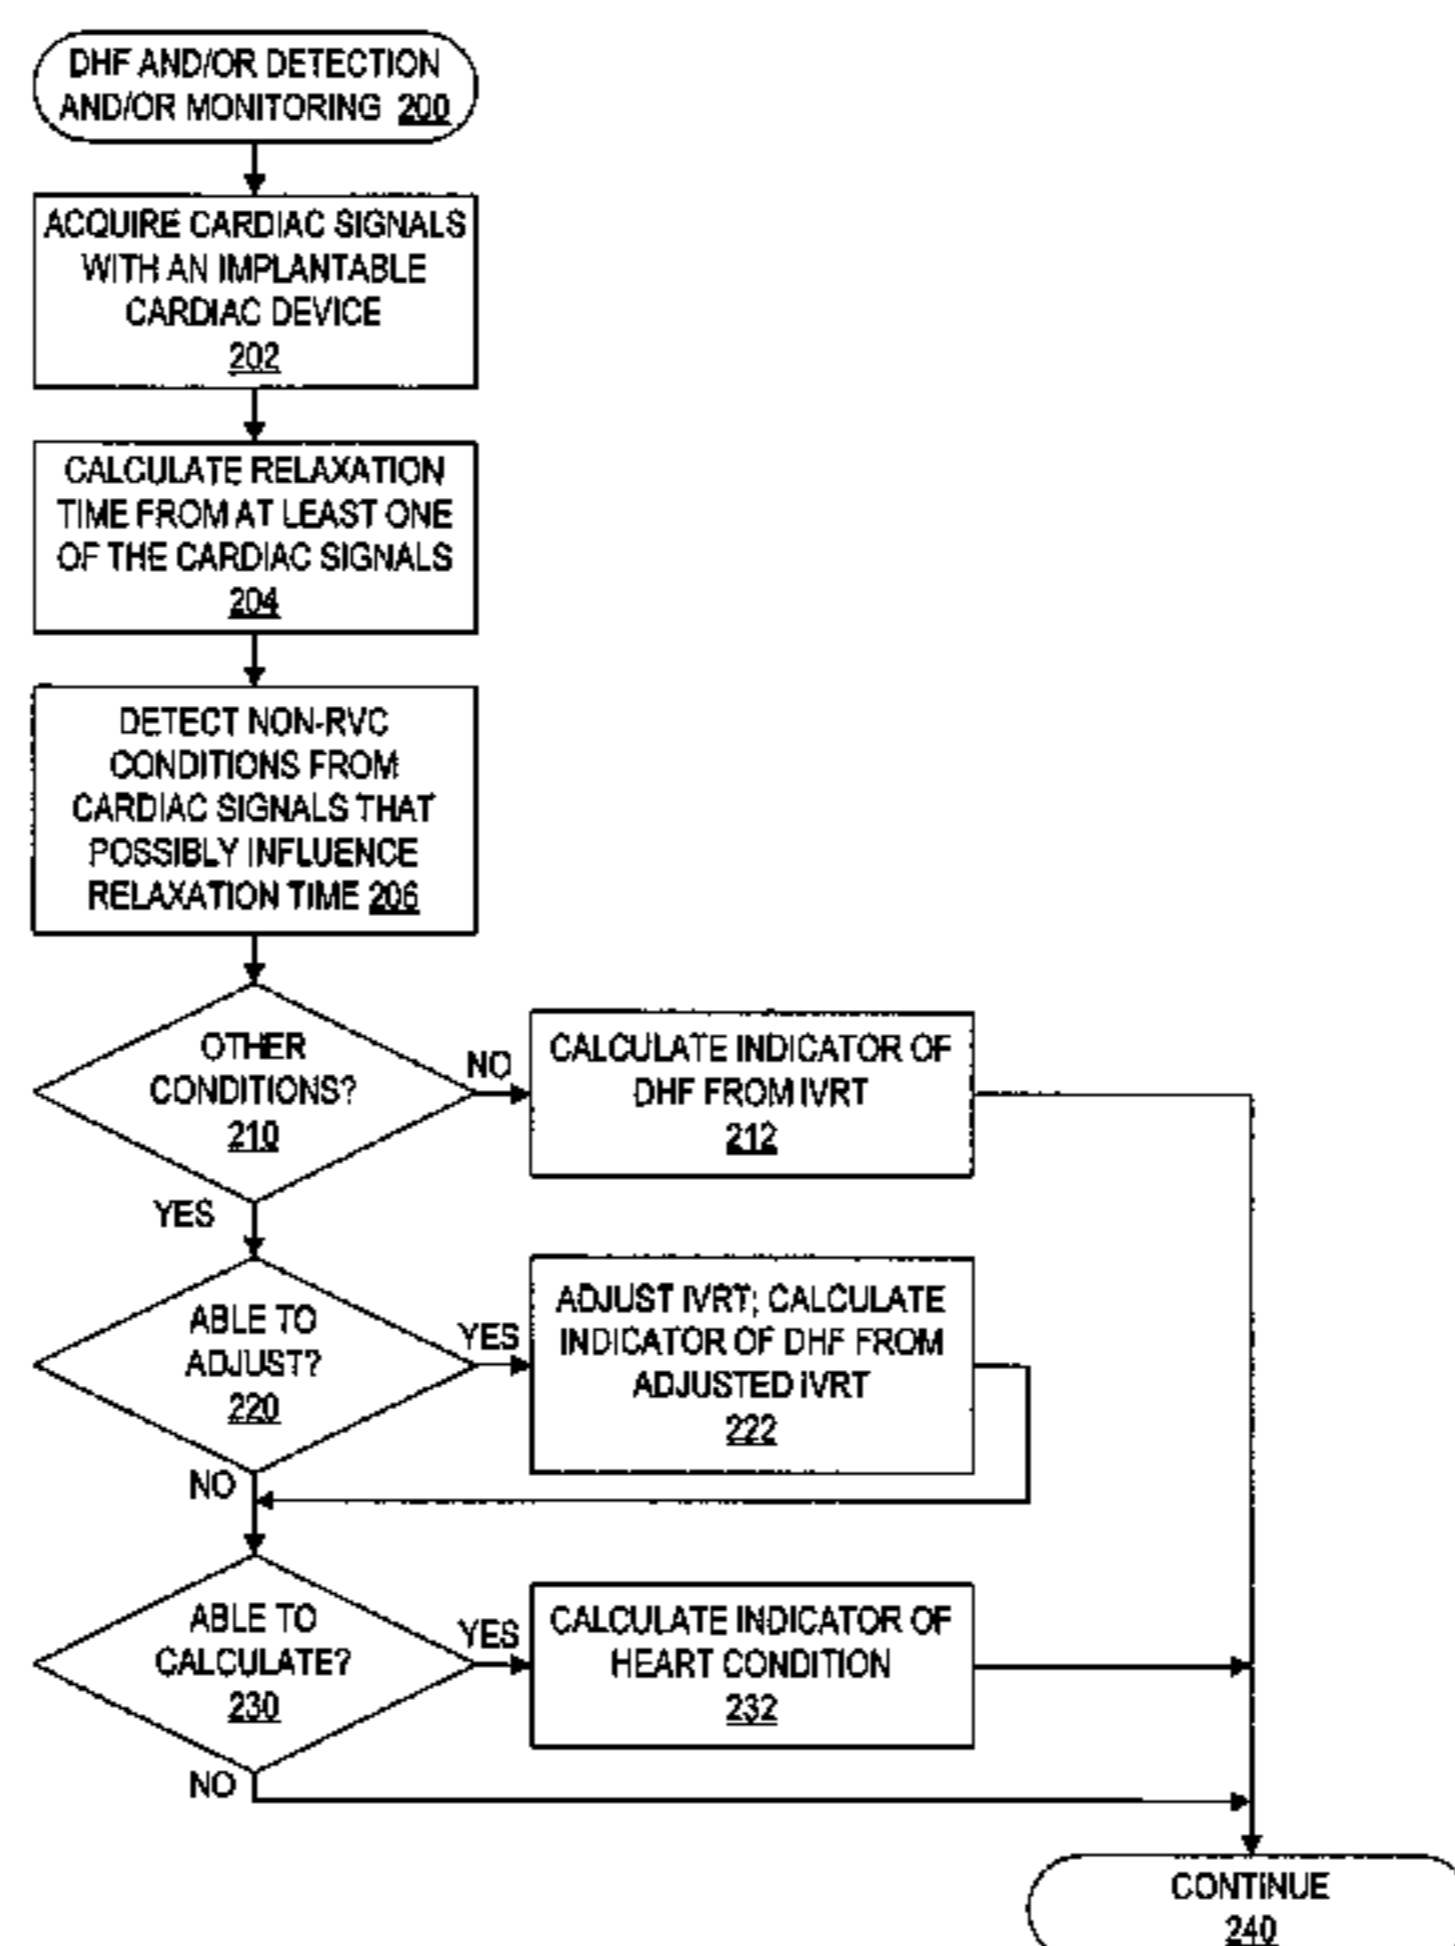 DHF AND/OR DETECTION
AND/OR MONITORING 200
ACQUIRE CARDIAC SIGNALS
WITH AN IMPLANTABLE
CARDIAC DEVICE
202
CALCULATE RELAXATION
TIME FROM AT LEAST ONE
OF THE CARDIAC SIGNALS
204
DETECT NON-RVC
CONDITIONS FROM
CARDIAC SIGNALS THAT
POSSIBLY INFLUENCE
RELAXATION TIME 206
OTHER
CONDITIONS?
210
NO
CALCULATE INDICATOR OF
DHF FROM IVRT
212
YES
ABLE TO
ADJUST?
220
YES
ADJUST IVRT; CALCULATE
INDICATOR OF DHF FROM
ADJUSTED IVRT
222
NO
ABLE TO
CALCULATE?
230
YES
CALCULATE INDICATOR OF
HEART CONDITION
232
NO
CONTINUE
240